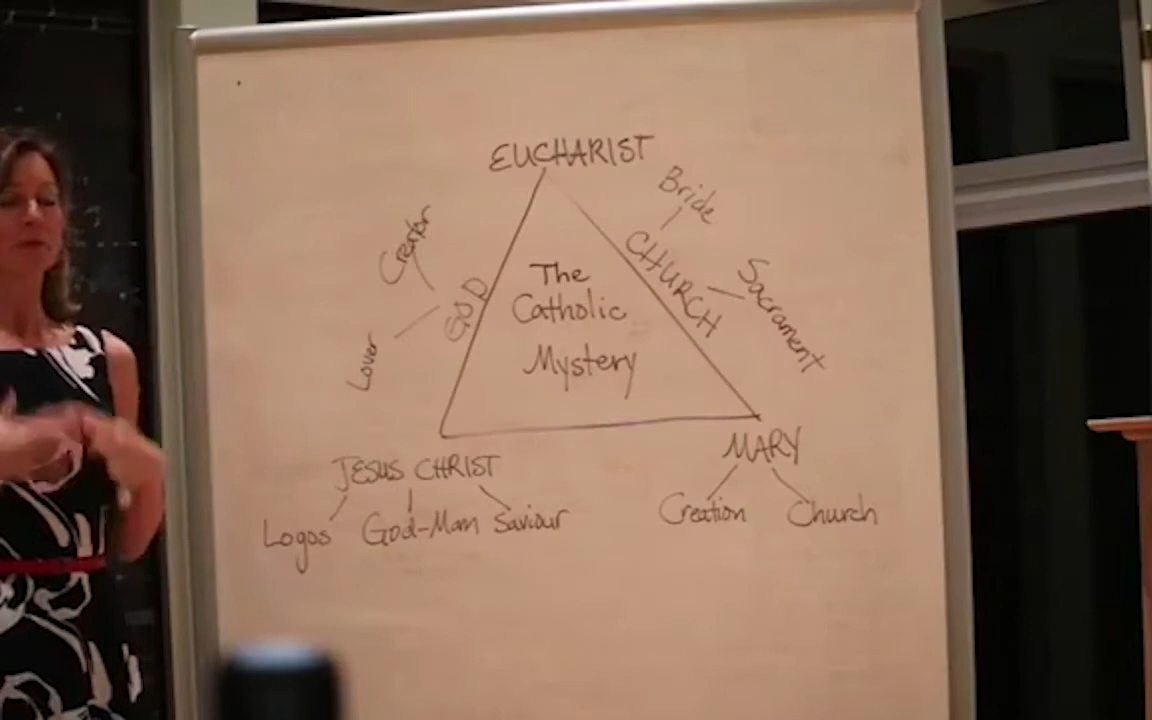 EUCHARIST
Bride
Creator
CHURCH
Sacrament
GOD
The
Catholic
Mystery
Lover
JESUS CHRIST
MARY
Logos
God-Man
Saviour
Creation
Church